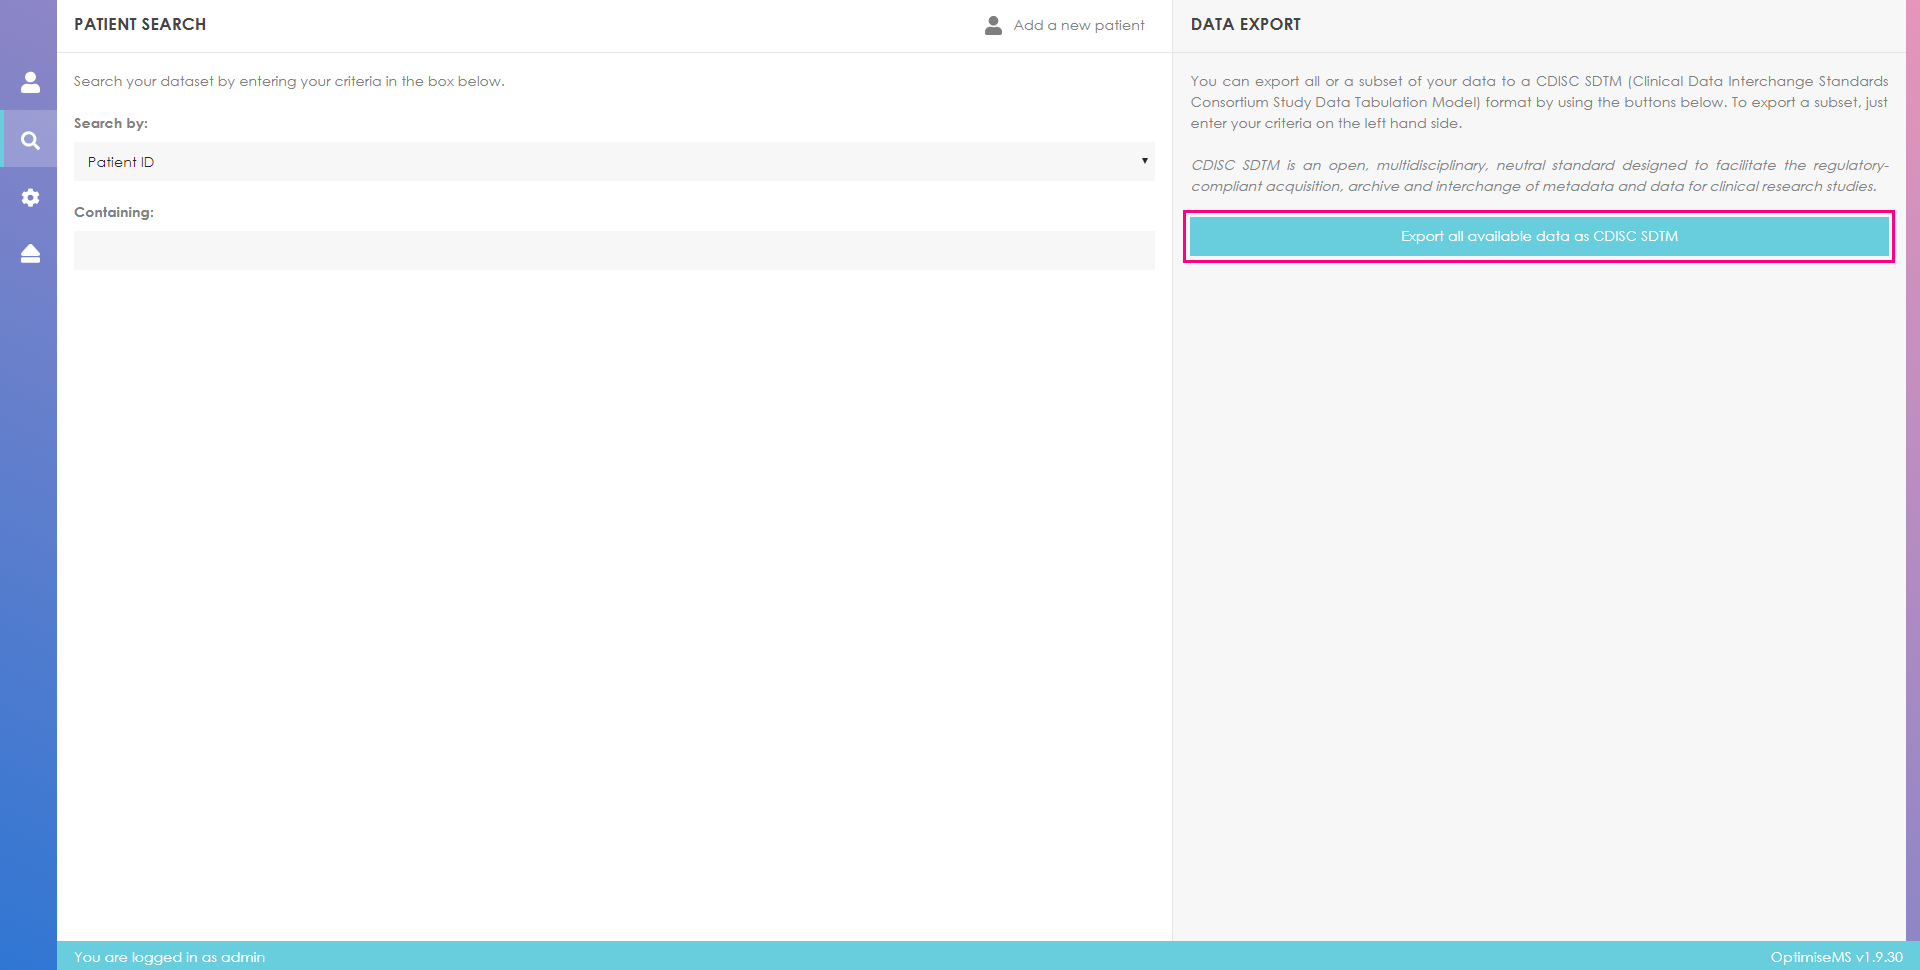 PATIENT SEARCH
Add a new patient
Search your dataset by entering your criteria in the box below.
Search by:
Patient ID
Containing:
DATA EXPORT
You can export all or a subset of your data to a CDISC SDTM (Clinical Data Interchange Standards
Consortium Study Data Tabulation Model) format by using the buttons below. To export a subset, just
enter your criteria on the left hand side.
CDISC SDTM is an open, multidisciplinary, neutral standard designed to facilitate the regulatory-
compliant acquisition, archive and interchange of metadata and data for clinical research studies.
Export all available data as CDISC SDTM
You are logged in as admin
OptimiseMS v1.9.30